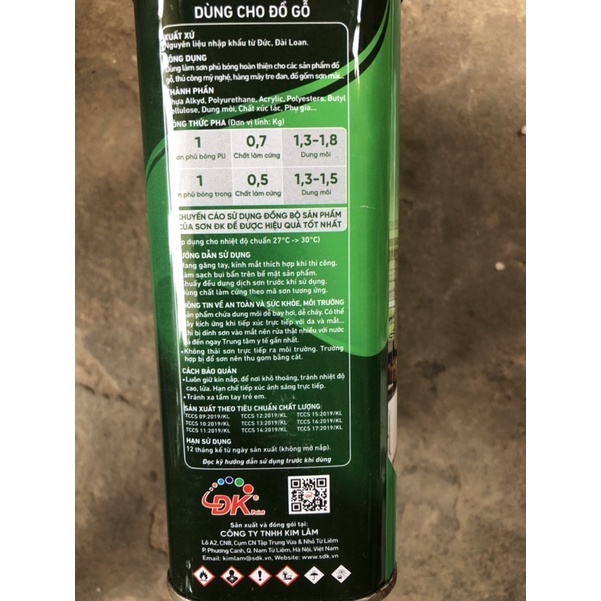 DÙNG CHO ĐỒ GỖ
XUẤT XỨ
Nguyên liệu nhập khẩu từ Đức, Đài Loan.
CÔNG DỤNG
Dùng làm sơn phủ bóng hoàn thiện cho các sản phẩm đồ
gỗ, thủ công mỹ nghệ, hàng mây tre đan, đồ gốm sơn mài...
THÀNH PHẦN
Nhựa Alkyd, Polyurethane, Acrylic, Polyesters, Butyl
Cellulose, Dung môi, Chất xúc tác, Phụ gia...
CÔNG THỨC PHA (Đơn vị tính: Kg)
1 0,7 1,3-1,8
Sơn phủ bóng PU Chất làm cứng Dung môi
1 0,5 1,3-1,5
Sơn phủ bóng trong Chất làm cứng Dung môi
KHUYẾN CÁO SỬ DỤNG ĐỒNG BỘ SẢN PHẨM
CỦA SƠN ĐK ĐỂ ĐƯỢC HIỆU QUẢ TỐT NHẤT
áp dụng cho nhiệt độ chuẩn 27°C -> 30°C)
HƯỚNG DẪN SỬ DỤNG
Mang găng tay, kính mắt thích hợp khi thi công.
Làm sạch bụi bẩn trên bề mặt sản phẩm.
Khuấy đều dung dịch sơn trước khi sử dụng.
Dùng chất làm cứng theo mã sơn tương ứng.
THÔNG TIN VỀ AN TOÀN VÀ SỨC KHỎE, MÔI TRƯỜNG
Sản phẩm chứa dung môi dễ bay hơi, dễ cháy. Có thể
gây kích ứng khi tiếp xúc trực tiếp với da và mắt...
Khi bị dính sơn vào mắt nên rửa thật nhiều với nước
và đến ngay Trung tâm y tế gần nhất.
• Không thải sơn trực tiếp ra môi trường. Trường
hợp bị đổ sơn nên thu gom bằng cát.
CÁCH BẢO QUẢN
• Luôn giữ kín nắp, để nơi khô thoáng, tránh nhiệt độ
cao, lửa. Hạn chế tiếp xúc ánh sáng trực tiếp.
• Tránh xa tầm tay trẻ em.
SẢN XUẤT THEO TIÊU CHUẨN CHẤT LƯỢNG
TCCS 09:2019/KL TCCS 12:2019/KL TCCS 15:2019/KL
TCCS 10:2019/KL TCCS 13:2019/KL TCCS 16:2019/KL
TCCS 11:2019/KL TCCS 14:2019/KL TCCS 17:2019/KL
HẠN SỬ DỤNG
12 tháng kể từ ngày sản xuất (không mở nắp).
Đọc kỹ hướng dẫn sử dụng trước khi dùng
ĐK Paint
Sản xuất và đóng gói tại:
CÔNG TY TNHH KIM LÂM
Lô A2, CN8, Cụm CN Tập Trung Vừa & Nhỏ Từ Liêm
P. Phương Canh, Q. Nam Từ Liêm, Hà Nội, Việt Nam
Email: kimlam@sdk.vn, Website: www.sdk.vn